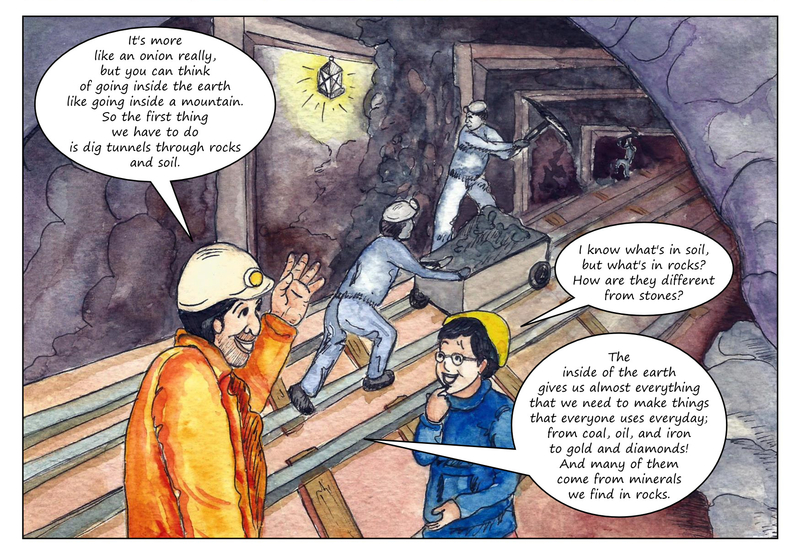 It's more
like an onion really,
but you can think
of going inside the earth
like going inside a mountain.
So the first thing
we have to do
is dig tunnels through rocks
and soil.
I know what's in soil,
but what's in rocks?
How are they different
from stones?
The
inside of the earth
gives us almost everything
that we need to make things
that everyone uses everyday;
from coal, oil, and iron
to gold and diamonds!
And many of them
come from minerals
we find in rocks.